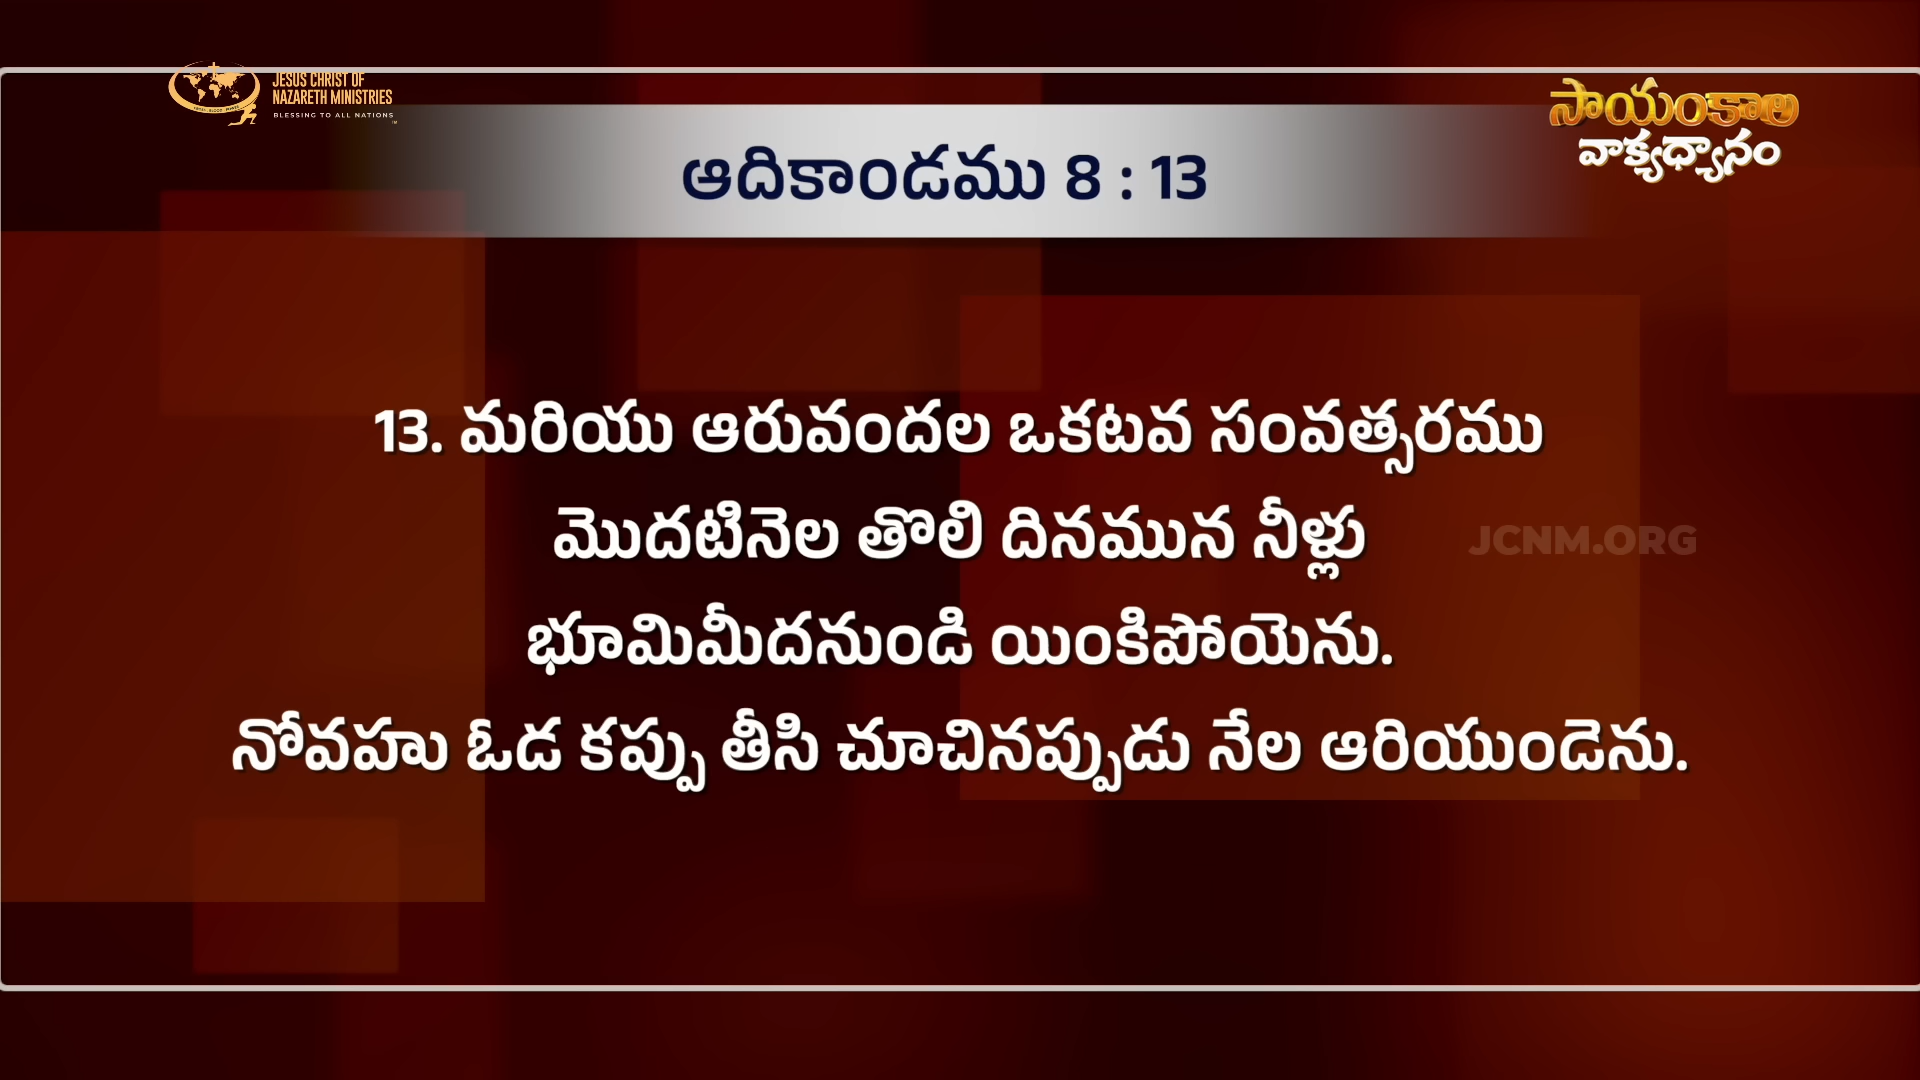 JESUS CHRIST OF
NAZARETH MINISTRIES
BLESSING TO ALL NATIONS
సాయంకాల
వాక్యధ్యానం
ఆదికాండము 8 : 13
13. మరియు ఆరువందల ఒకటవ సంవత్సరము
మొదటినెల తొలి దినమున నీళ్లు
భూమిమీదనుండి యింకిపోయెను.
నోవహు ఓడ కప్పు తీసి చూచినప్పుడు నేల ఆరియుండెను.
JCNM.ORG